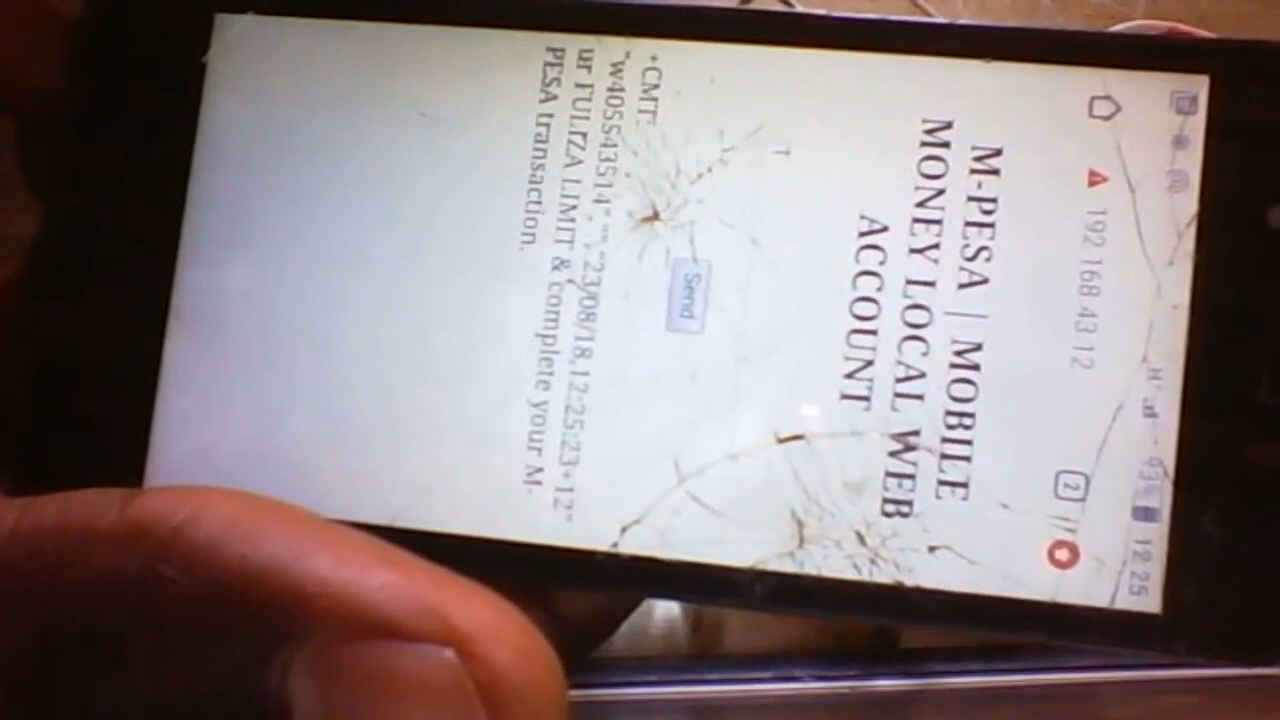 12:25
192.168.43.12
2
M-PESA | MOBILE
MONEY LOCAL WEB
ACCOUNT
Send
+CMT:
"w405543514","","23/08/18,12:25:23+12"
ur FULIZA LIMIT & complete your M-
PESA transaction.